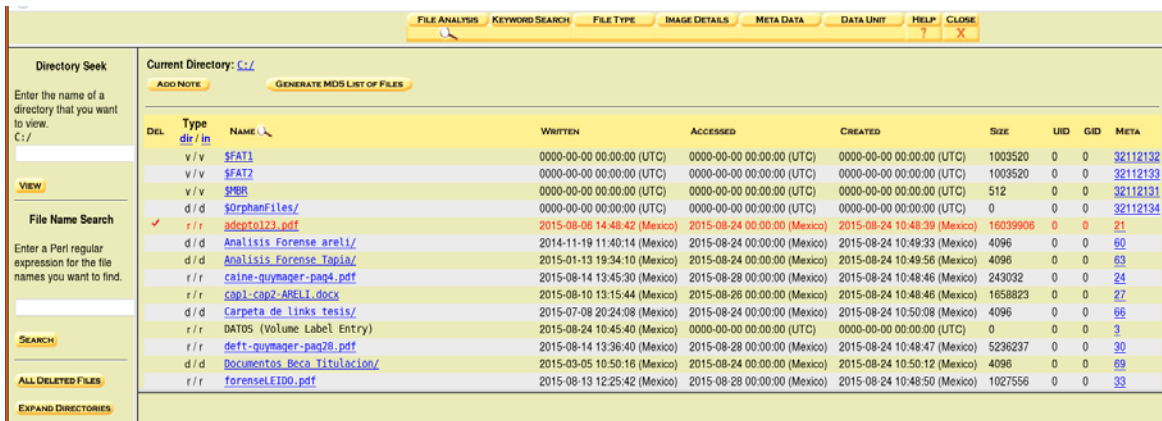 FILE ANALYSIS KEYWORD SEARCH FILE TYPE IMAGE DETAILS META DATA DATA UNIT HELP CLOSE
? X
Directory Seek
Enter the name of a
directory that you want
to view.
C:/
VIEW
File Name Search
Enter a Perl regular
expression for the file
names you want to find.
SEARCH
ALL DELETED FILES
EXPAND DIRECTORIES
Current Directory: C:/
ADD NOTE GENERATE MD5 LIST OF FILES
DEL Type dir / in NAME WRITTEN ACCESSED CREATED SIZE UID GID META
v / v $FAT1 0000-00-00 00:00:00 (UTC) 0000-00-00 00:00:00 (UTC) 0000-00-00 00:00:00 (UTC) 1003520 0 0 32112132
v / v $FAT2 0000-00-00 00:00:00 (UTC) 0000-00-00 00:00:00 (UTC) 0000-00-00 00:00:00 (UTC) 1003520 0 0 32112133
v / v $MBR 0000-00-00 00:00:00 (UTC) 0000-00-00 00:00:00 (UTC) 0000-00-00 00:00:00 (UTC) 512 0 0 32112131
d / d $OrphanFiles/ 0000-00-00 00:00:00 (UTC) 0000-00-00 00:00:00 (UTC) 0000-00-00 00:00:00 (UTC) 0 0 0 32112134
r / r adepto123.pdf 2015-08-06 14:48:42 (Mexico) 2015-08-24 00:00:00 (Mexico) 2015-08-24 10:48:39 (Mexico) 16039906 0 0 21
d / d Analisis Forense areli/ 2014-11-19 11:40:14 (Mexico) 2015-08-24 00:00:00 (Mexico) 2015-08-24 10:49:33 (Mexico) 4096 0 0 60
d / d Analisis Forense Tapia/ 2015-01-13 19:34:10 (Mexico) 2015-08-24 00:00:00 (Mexico) 2015-08-24 10:49:56 (Mexico) 4096 0 0 63
r / r caine-guymager-pag4.pdf 2015-08-14 13:45:30 (Mexico) 2015-08-28 00:00:00 (Mexico) 2015-08-24 10:48:46 (Mexico) 243032 0 0 24
r / r cap1-cap2-ARELI.docx 2015-08-10 13:15:44 (Mexico) 2015-08-26 00:00:00 (Mexico) 2015-08-24 10:48:46 (Mexico) 1658823 0 0 27
d / d Carpeta de links tesis/ 2015-07-08 20:24:08 (Mexico) 2015-08-24 00:00:00 (Mexico) 2015-08-24 10:50:08 (Mexico) 4096 0 0 66
r / r DATOS (Volume Label Entry) 2015-08-24 10:45:40 (Mexico) 0000-00-00 00:00:00 (UTC) 0000-00-00 00:00:00 (UTC) 0 0 0 3
r / r deft-guymager-pag28.pdf 2015-08-14 13:36:40 (Mexico) 2015-08-28 00:00:00 (Mexico) 2015-08-24 10:48:47 (Mexico) 5236237 0 0 30
d / d Documentos Beca Titulacion/ 2015-03-05 10:50:16 (Mexico) 2015-08-24 00:00:00 (Mexico) 2015-08-24 10:50:12 (Mexico) 4096 0 0 69
r / r forenseLEIDO.pdf 2015-08-13 12:25:42 (Mexico) 2015-08-28 00:00:00 (Mexico) 2015-08-24 10:48:50 (Mexico) 1027556 0 0 33